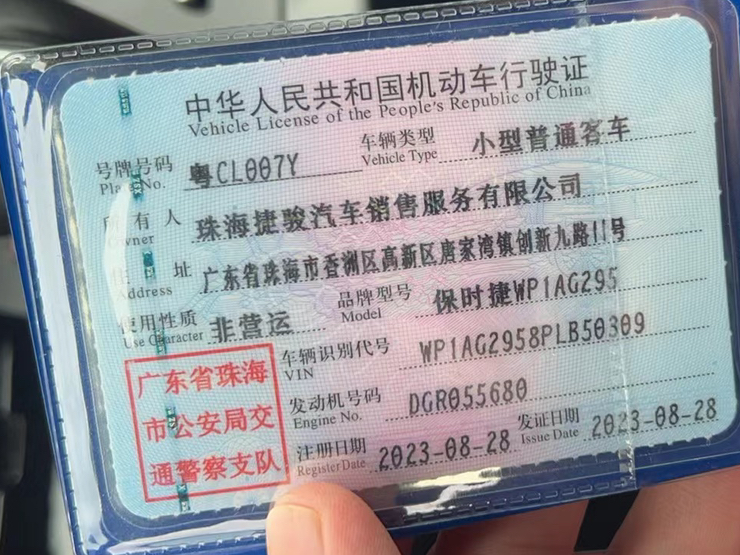 中华人民共和国机动车行驶证
Vehicle License of the People's Republic of China
号牌号码 粤CL007Y 车辆类型 小型普通客车
Plate No. Vehicle Type
所有人 珠海捷骏汽车销售服务有限公司
Owner
住址 广东省珠海市香洲区高新区唐家湾镇创新九路11号
Address
使用性质 非营运 品牌型号 保时捷WP1AG295
Use Character Model
车辆识别代号 WP1AG2958PLB50309
VIN
发动机号码 DGR055680
Engine No.
注册日期 2023-08-28 发证日期 2023-08-28
Register Date Issue Date
广东省珠海
市公安局交
通警察支队